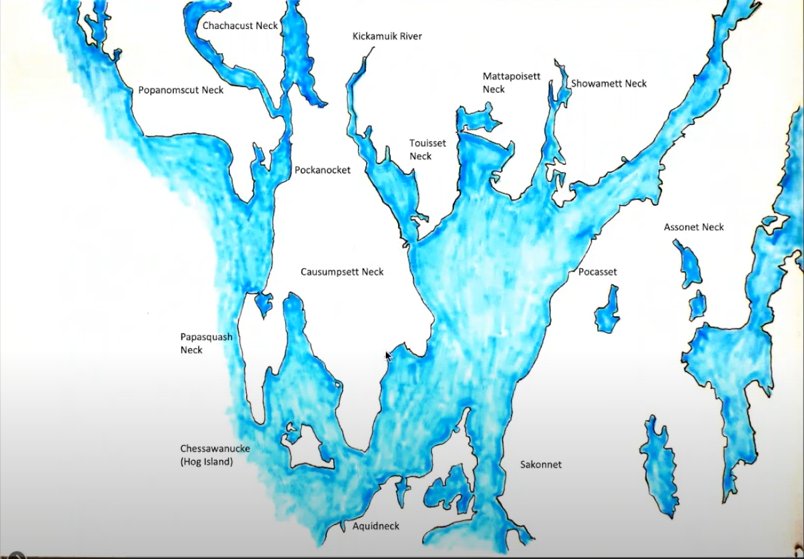 Chachacust Neck
Kickamuik River
Mattapoisett
Neck
Showamett Neck
Popanomscut Neck
Touisset
Neck
Pockanocket
Assonet Neck
Causumpsett Neck
Pocasset
Papasquash
Neck
Chessawanucke
(Hog Island)
Sakonnet
Aquidneck